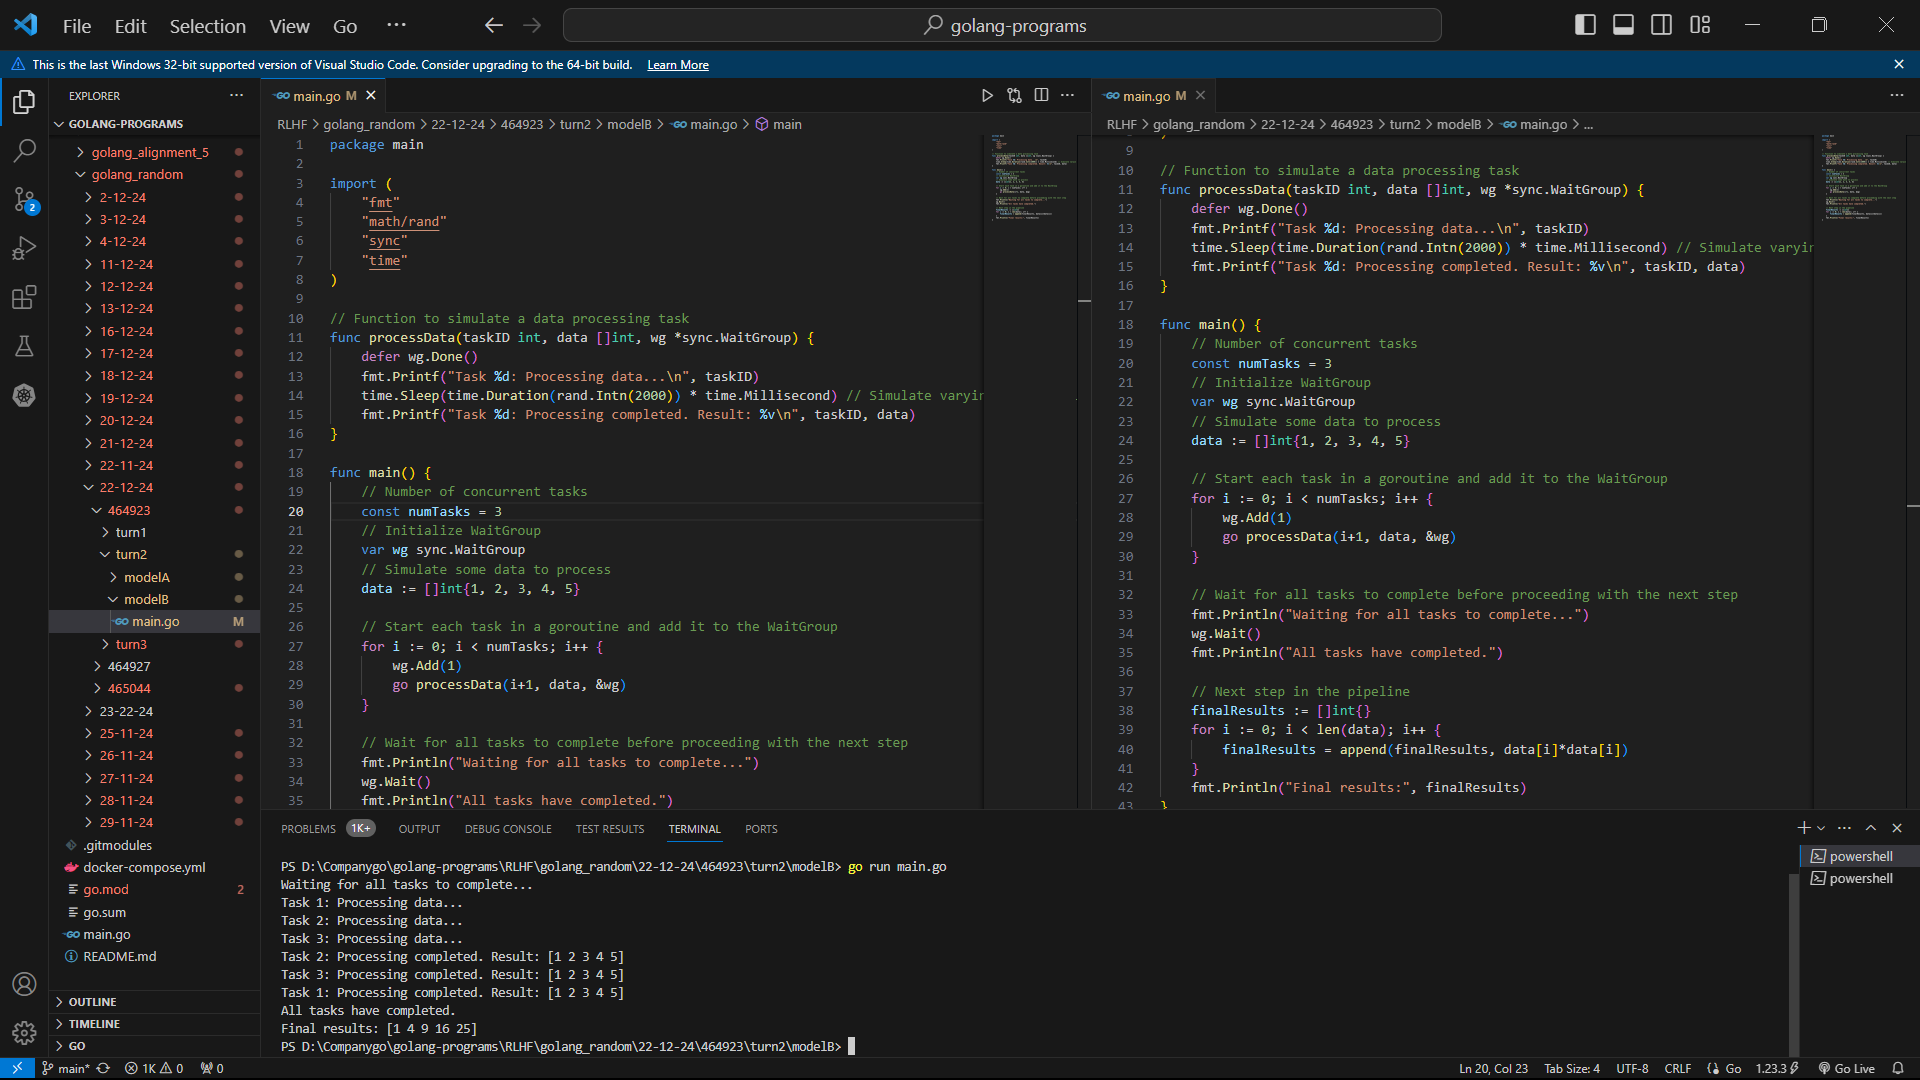 File Edit Selection View Go ···
golang-programs
This is the last Windows 32-bit supported version of Visual Studio Code. Consider upgrading to the 64-bit build. Learn More
EXPLORER
GOLANG-PROGRAMS
golang_alignment_5
golang_random
2-12-24
3-12-24
4-12-24
11-12-24
12-12-24
13-12-24
16-12-24
17-12-24
18-12-24
19-12-24
20-12-24
21-12-24
22-11-24
22-12-24
464923
turn1
turn2
modelA
modelB
main.go M
turn3
464927
465044
23-22-24
25-11-24
26-11-24
27-11-24
28-11-24
29-11-24
.gitmodules
docker-compose.yml
go.mod 2
go.sum
main.go
README.md
OUTLINE
TIMELINE
GO
main.go M
RLHF > golang_random > 22-12-24 > 464923 > turn2 > modelB > main.go > main
1 package main
2
3 import (
4 "fmt"
5 "math/rand"
6 "sync"
7 "time"
8 )
9
10 // Function to simulate a data processing task
11 func processData(taskID int, data []int, wg *sync.WaitGroup) {
12 defer wg.Done()
13 fmt.Printf("Task %d: Processing data...\n", taskID)
14 time.Sleep(time.Duration(rand.Intn(2000)) * time.Millisecond) // Simulate varyin
15 fmt.Printf("Task %d: Processing completed. Result: %v\n", taskID, data)
16 }
17
18 func main() {
19 // Number of concurrent tasks
20 const numTasks = 3
21 // Initialize WaitGroup
22 var wg sync.WaitGroup
23 // Simulate some data to process
24 data := []int{1, 2, 3, 4, 5}
25
26 // Start each task in a goroutine and add it to the WaitGroup
27 for i := 0; i < numTasks; i++ {
28 wg.Add(1)
29 go processData(i+1, data, &wg)
30 }
31
32 // Wait for all tasks to complete before proceeding with the next step
33 fmt.Println("Waiting for all tasks to complete...")
34 wg.Wait()
35 fmt.Println("All tasks have completed.")
main.go M
RLHF > golang_random > 22-12-24 > 464923 > turn2 > modelB > main.go > ...
9
10 // Function to simulate a data processing task
11 func processData(taskID int, data []int, wg *sync.WaitGroup) {
12 defer wg.Done()
13 fmt.Printf("Task %d: Processing data...\n", taskID)
14 time.Sleep(time.Duration(rand.Intn(2000)) * time.Millisecond) // Simulate varyin
15 fmt.Printf("Task %d: Processing completed. Result: %v\n", taskID, data)
16 }
17
18 func main() {
19 // Number of concurrent tasks
20 const numTasks = 3
21 // Initialize WaitGroup
22 var wg sync.WaitGroup
23 // Simulate some data to process
24 data := []int{1, 2, 3, 4, 5}
25
26 // Start each task in a goroutine and add it to the WaitGroup
27 for i := 0; i < numTasks; i++ {
28 wg.Add(1)
29 go processData(i+1, data, &wg)
30 }
31
32 // Wait for all tasks to complete before proceeding with the next step
33 fmt.Println("Waiting for all tasks to complete...")
34 wg.Wait()
35 fmt.Println("All tasks have completed.")
36
37 // Next step in the pipeline
38 finalResults := []int{}
39 for i := 0; i < len(data); i++ {
40 finalResults = append(finalResults, data[i]*data[i])
41 }
42 fmt.Println("Final results:", finalResults)
43 }
PROBLEMS 1K+ OUTPUT DEBUG CONSOLE TEST RESULTS TERMINAL PORTS
PS D:\Companygo\golang-programs\RLHF\golang_random\22-12-24\464923\turn2\modelB> go run main.go
Waiting for all tasks to complete...
Task 1: Processing data...
Task 2: Processing data...
Task 3: Processing data...
Task 2: Processing completed. Result: [1 2 3 4 5]
Task 3: Processing completed. Result: [1 2 3 4 5]
Task 1: Processing completed. Result: [1 2 3 4 5]
All tasks have completed.
Final results: [1 4 9 16 25]
PS D:\Companygo\golang-programs\RLHF\golang_random\22-12-24\464923\turn2\modelB>
powershell
powershell
2
main* 1K 0 0
Ln 20, Col 23 Tab Size: 4 UTF-8 CRLF Go 1.23.3 Go Live